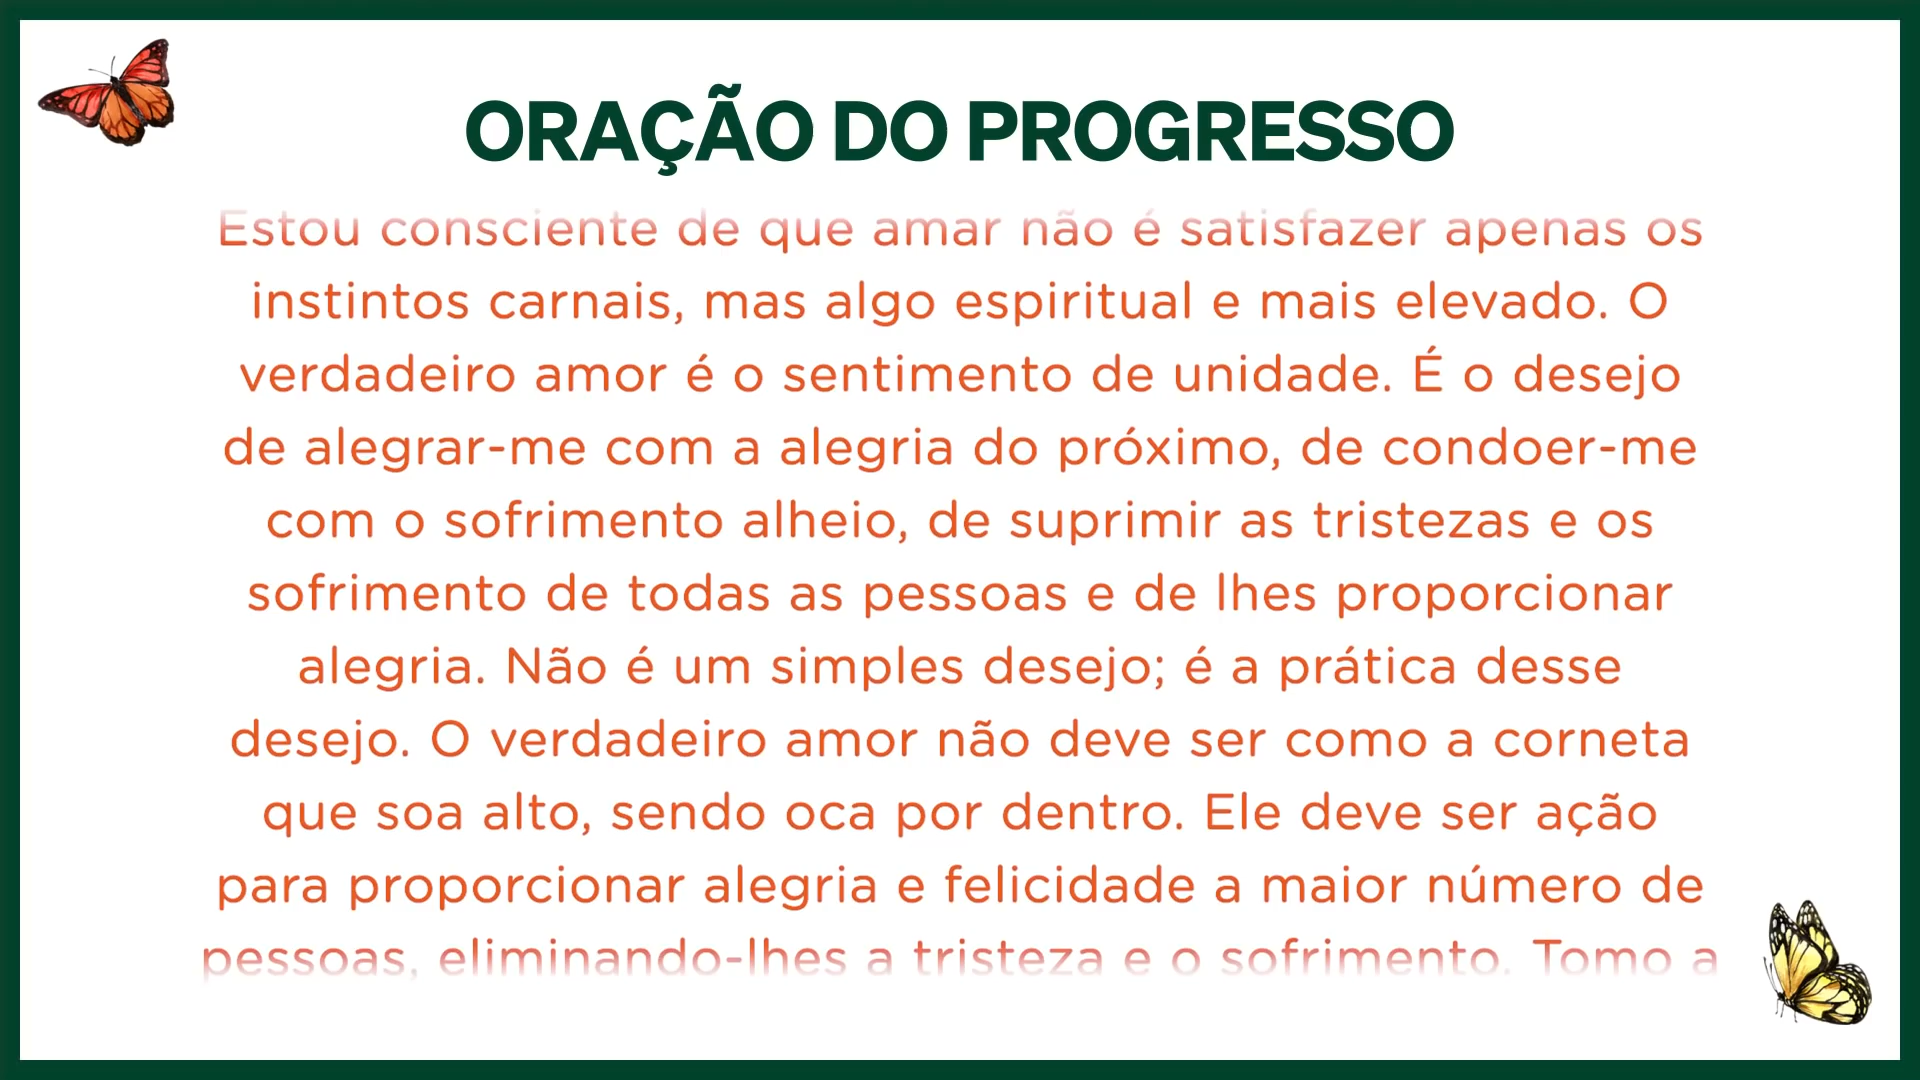 ORAÇÃO DO PROGRESSO
Estou consciente de que amar não é satisfazer apenas os
instintos carnais, mas algo espiritual e mais elevado. O
verdadeiro amor é o sentimento de unidade. É o desejo
de alegrar-me com a alegria do próximo, de condoer-me
com o sofrimento alheio, de suprimir as tristezas e os
sofrimento de todas as pessoas e de lhes proporcionar
alegria. Não é um simples desejo; é a prática desse
desejo. O verdadeiro amor não deve ser como a corneta
que soa alto, sendo oca por dentro. Ele deve ser ação
para proporcionar alegria e felicidade a maior número de
pessoas, eliminando-lhes a tristeza e o sofrimento. Tomo a